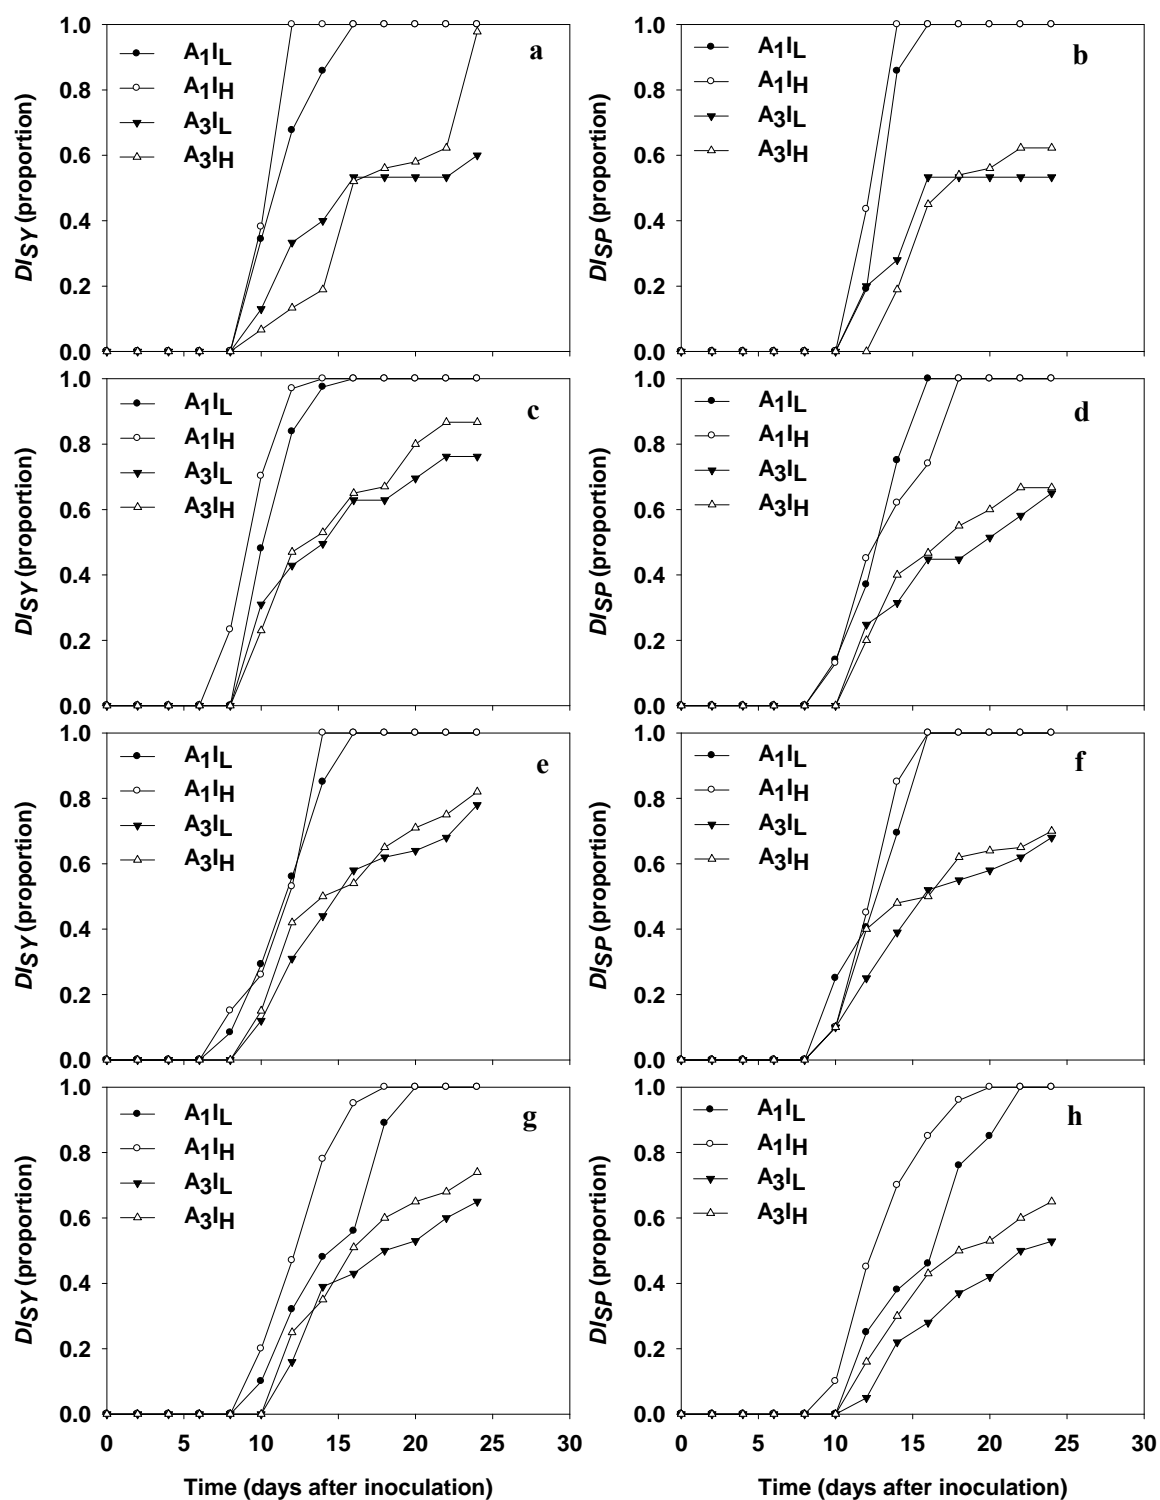 a
A1IL
A1IH
A3IL
A3IH
1.0
0.8
0.6
0.4
0.2
0.0
DISY (proportion)
b
A1IL
A1IH
A3IL
A3IH
1.0
0.8
0.6
0.4
0.2
0.0
DISP (proportion)
c
A1IL
A1IH
A3IL
A3IH
1.0
0.8
0.6
0.4
0.2
0.0
DISY (proportion)
d
A1IL
A1IH
A3IL
A3IH
1.0
0.8
0.6
0.4
0.2
0.0
DISP (proportion)
e
A1IL
A1IH
A3IL
A3IH
1.0
0.8
0.6
0.4
0.2
0.0
DISY (proportion)
f
A1IL
A1IH
A3IL
A3IH
1.0
0.8
0.6
0.4
0.2
0.0
DISP (proportion)
g
A1IL
A1IH
A3IL
A3IH
1.0
0.8
0.6
0.4
0.2
0.0
DISY (proportion)
0 5 10 15 20 25 30
Time (days after inoculation)
h
A1IL
A1IH
A3IL
A3IH
1.0
0.8
0.6
0.4
0.2
0.0
DISP (proportion)
0 5 10 15 20 25 30
Time (days after inoculation)